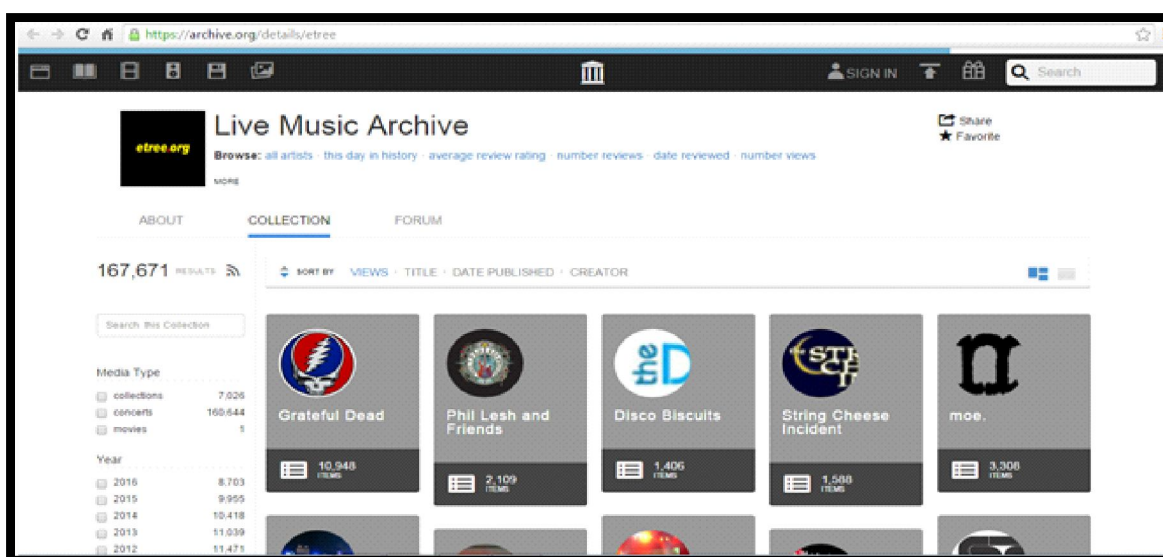 https://archive.org/details/etree
SIGN IN
Search
etree.org
Live Music Archive
Browse: all artists · this day in history · average review rating · number reviews · date reviewed · number views
MORE
Share
Favorite
ABOUT COLLECTION FORUM
167,671 RESULTS
SORT BY VIEWS · TITLE · DATE PUBLISHED · CREATOR
Search this Collection
Media Type
collections 7,026
concerts 160,644
movies 1
Year
2016 8,703
2015 9,955
2014 10,418
2013 11,039
2012 11,471
Grateful Dead
10,948
ITEMS
Phil Lesh and
Friends
2,109
ITEMS
the D
Disco Biscuits
1,406
ITEMS
String Cheese
Incident
1,588
ITEMS
moe.
3,308
ITEMS